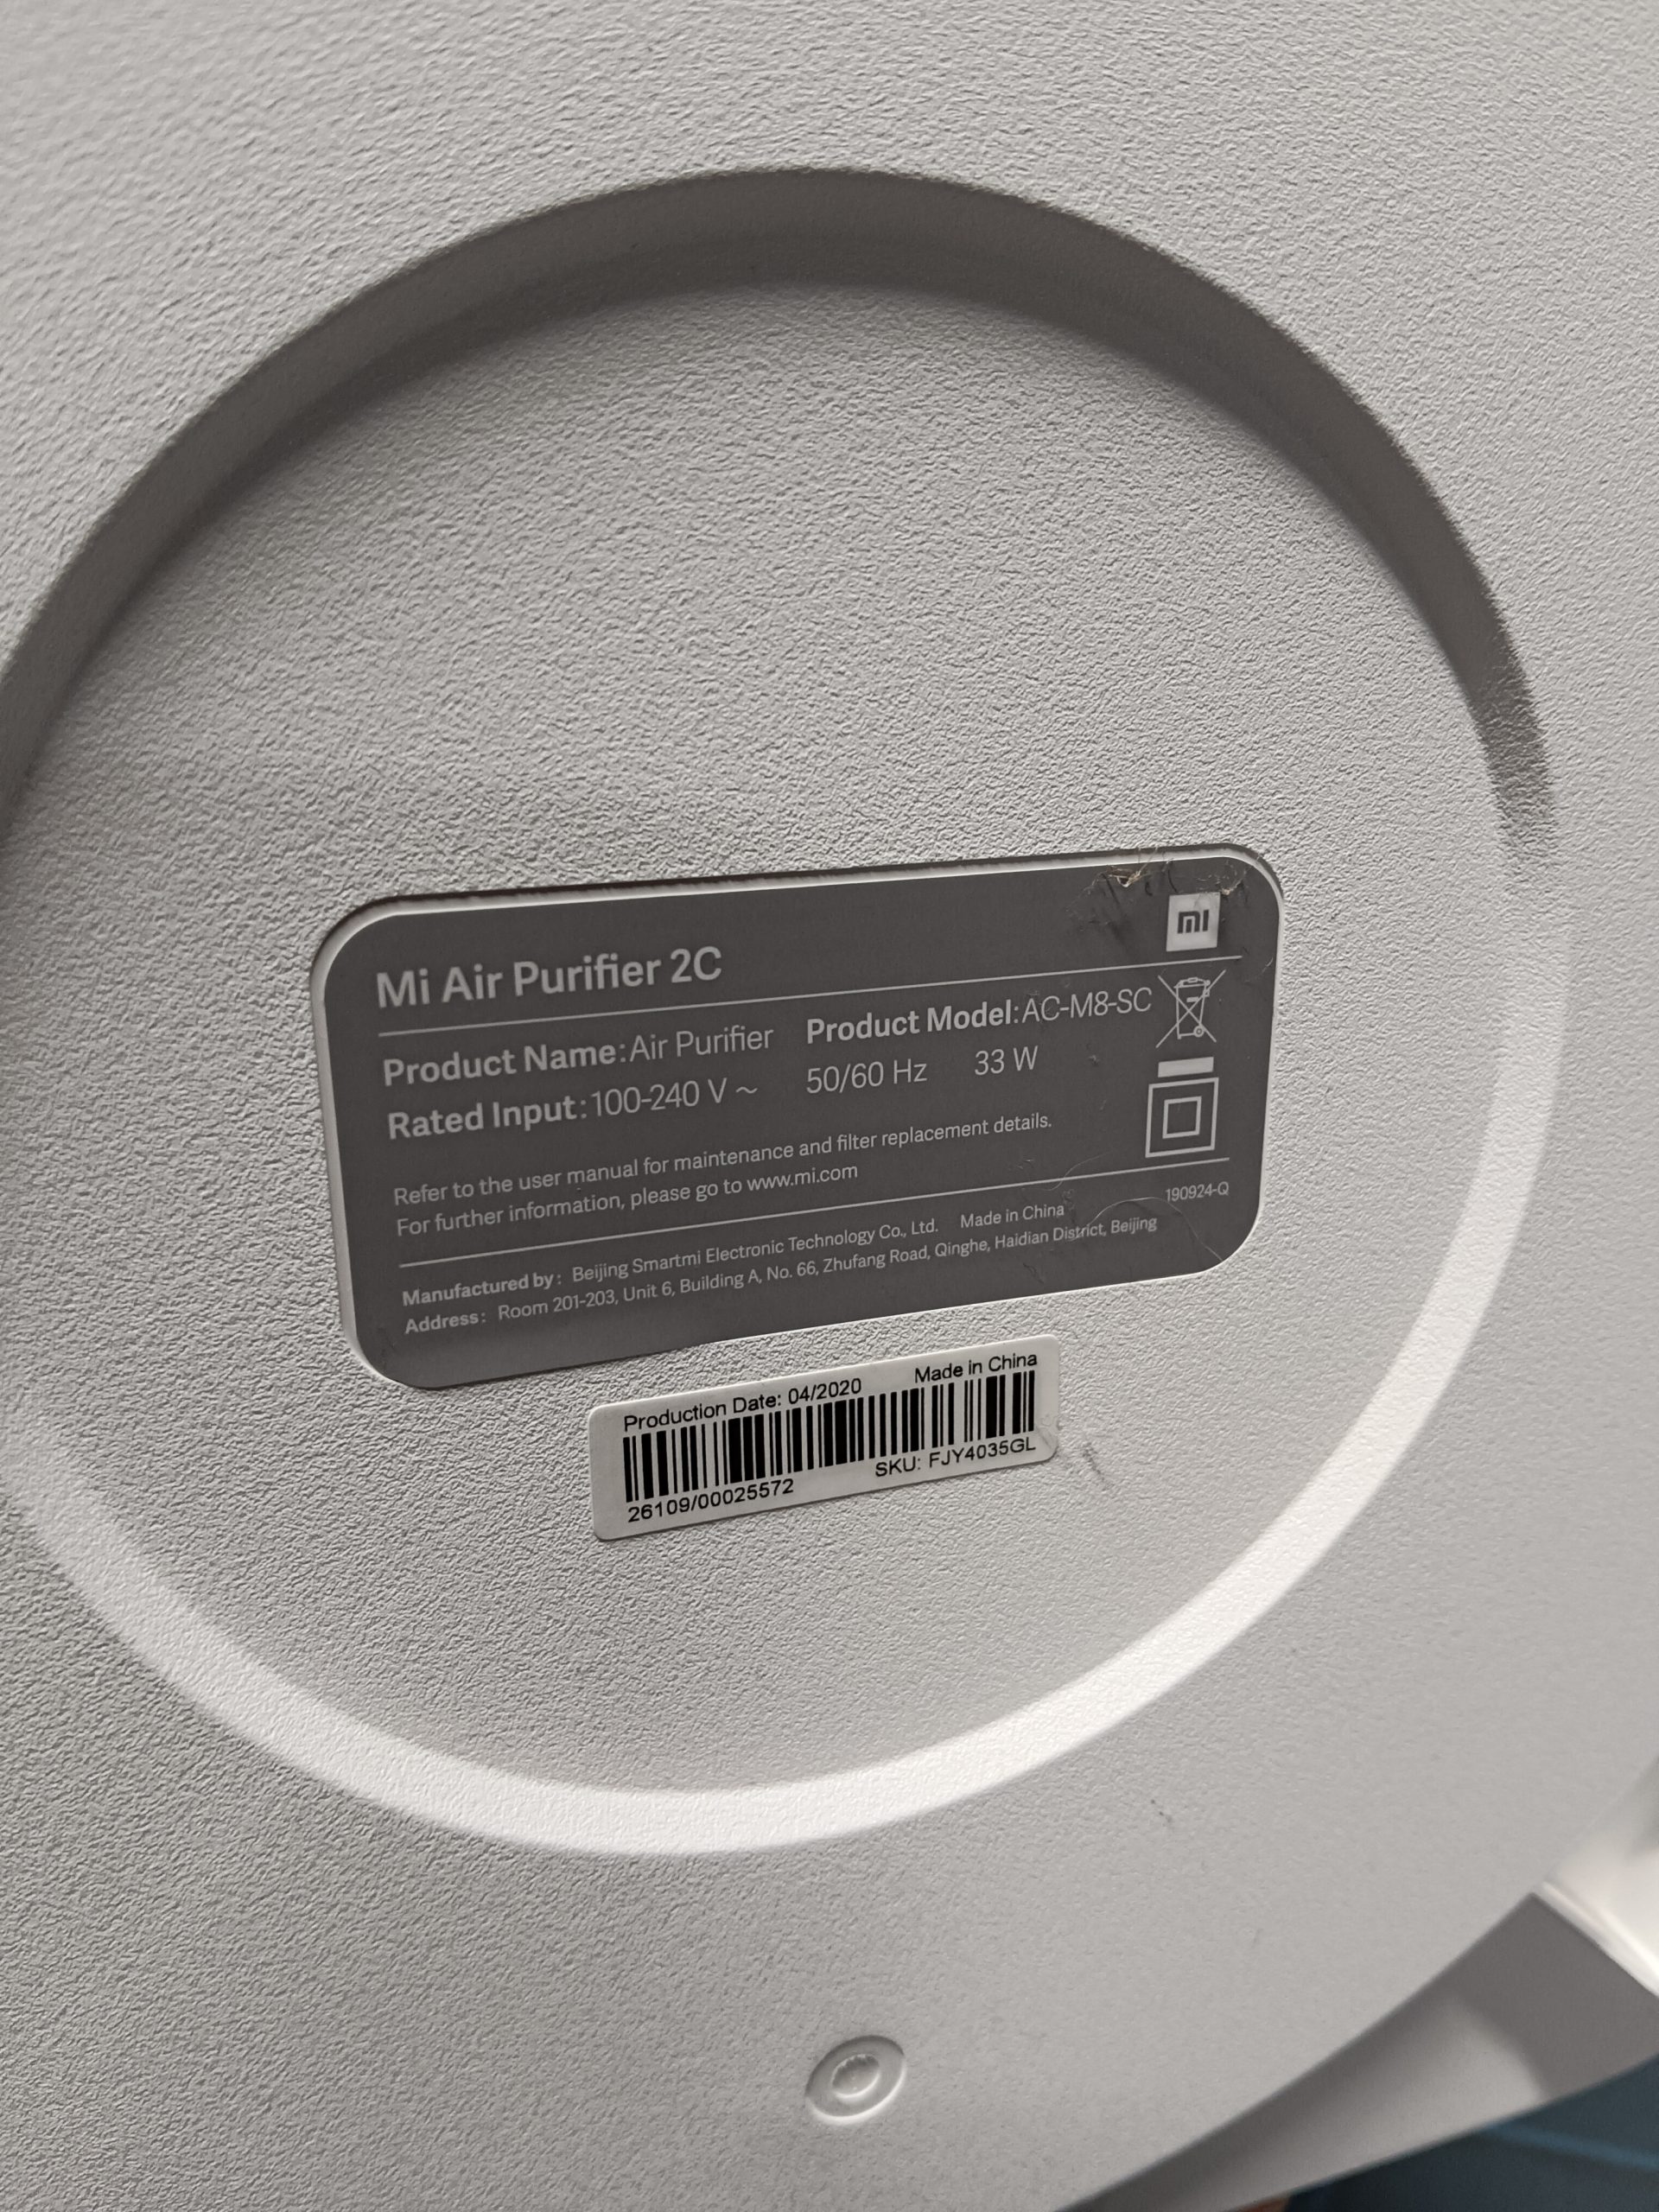 mi
Mi Air Purifier 2C
Product Name: Air Purifier Product Model: AC-M8-SC
Rated Input: 100-240 V ~ 50/60 Hz 33 W
Refer to the user manual for maintenance and filter replacement details.
For further information, please go to www.mi.com
190924-Q
Manufactured by: Beijing Smartmi Electronic Technology Co., Ltd. Made in China
Address: Room 201-203, Unit 6, Building A, No. 66, Zhufang Road, Qinghe, Haidian District, Beijing
Production Date: 04/2020 Made in China
26109/00025572 SKU: FJY4035GL